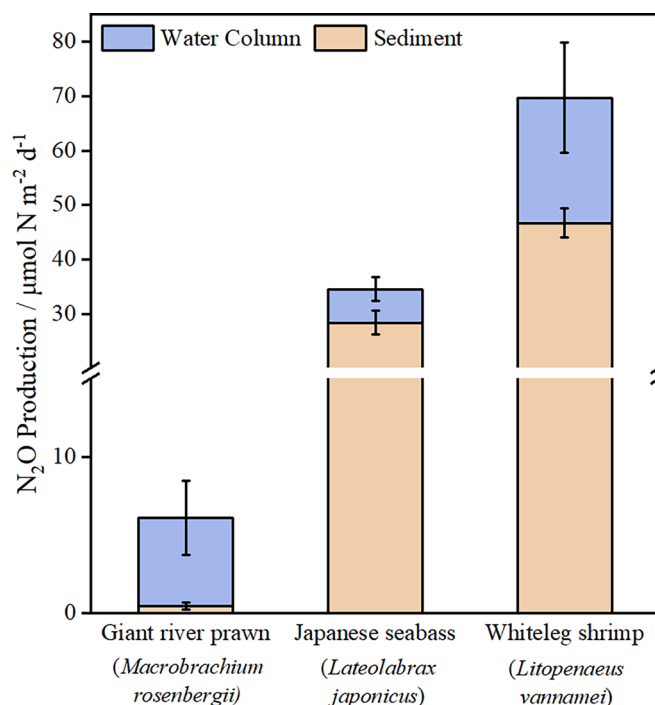 Water Column
Sediment
N₂O Production / μmol N m⁻² d⁻¹
80
70
60
50
40
30
10
0
Giant river prawn
(Macrobrachium
rosenbergii)
Japanese seabass
(Lateolabrax
japonicus)
Whiteleg shrimp
(Litopenaeus
vannamei)